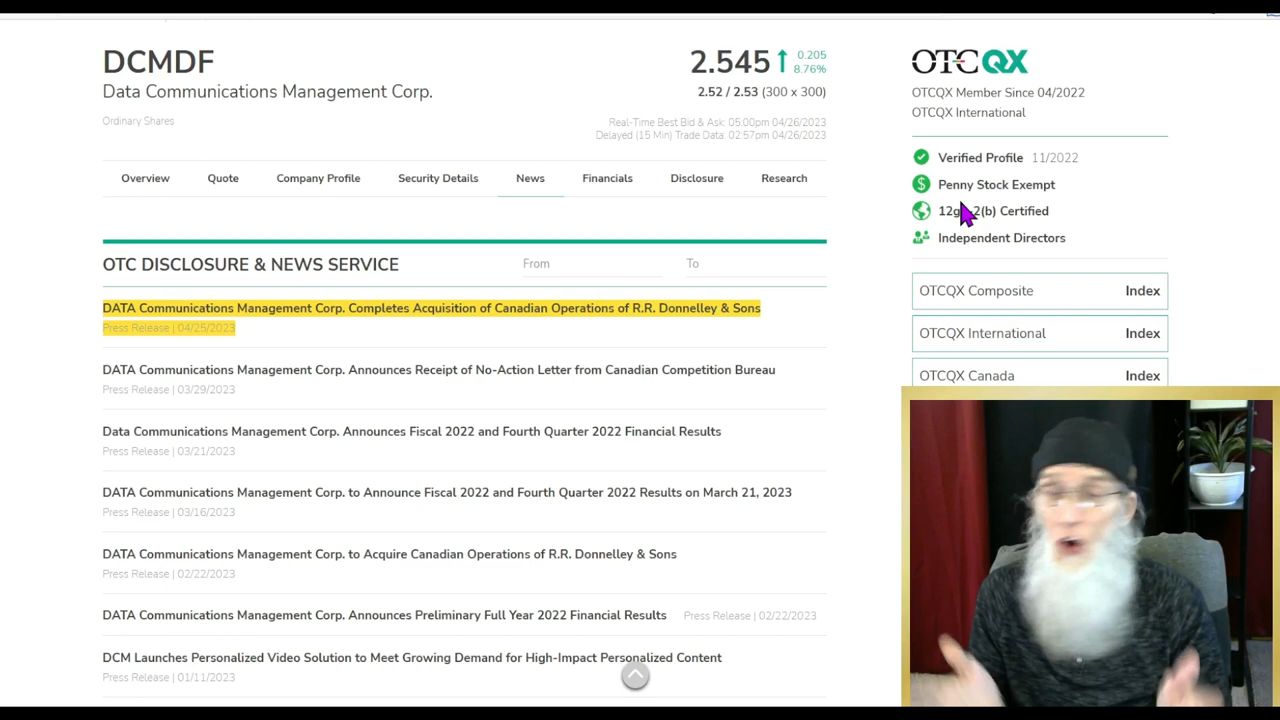 DCMDF
2.545 0.205
8.76%
Data Communications Management Corp.
2.52 / 2.53 (300 x 300)
Ordinary Shares
Real-Time Best Bid & Ask: 05:00pm 04/26/2023
Delayed (15 Min) Trade Data: 02:57pm 04/26/2023
Overview Quote Company Profile Security Details News Financials Disclosure Research
OTC DISCLOSURE & NEWS SERVICE From To
DATA Communications Management Corp. Completes Acquisition of Canadian Operations of R.R. Donnelley & Sons
Press Release | 04/25/2023
DATA Communications Management Corp. Announces Receipt of No-Action Letter from Canadian Competition Bureau
Press Release | 03/29/2023
Data Communications Management Corp. Announces Fiscal 2022 and Fourth Quarter 2022 Financial Results
Press Release | 03/21/2023
DATA Communications Management Corp. to Announce Fiscal 2022 and Fourth Quarter 2022 Results on March 21, 2023
Press Release | 03/16/2023
DATA Communications Management Corp. to Acquire Canadian Operations of R.R. Donnelley & Sons
Press Release | 02/22/2023
DATA Communications Management Corp. Announces Preliminary Full Year 2022 Financial Results Press Release | 02/22/2023
DCM Launches Personalized Video Solution to Meet Growing Demand for High-Impact Personalized Content
Press Release | 01/11/2023
OTCQX
OTCQX Member Since 04/2022
OTCQX International
Verified Profile 11/2022
Penny Stock Exempt
Certified
Independent Directors
OTCQX Composite Index
OTCQX International Index
OTCQX Canada Index